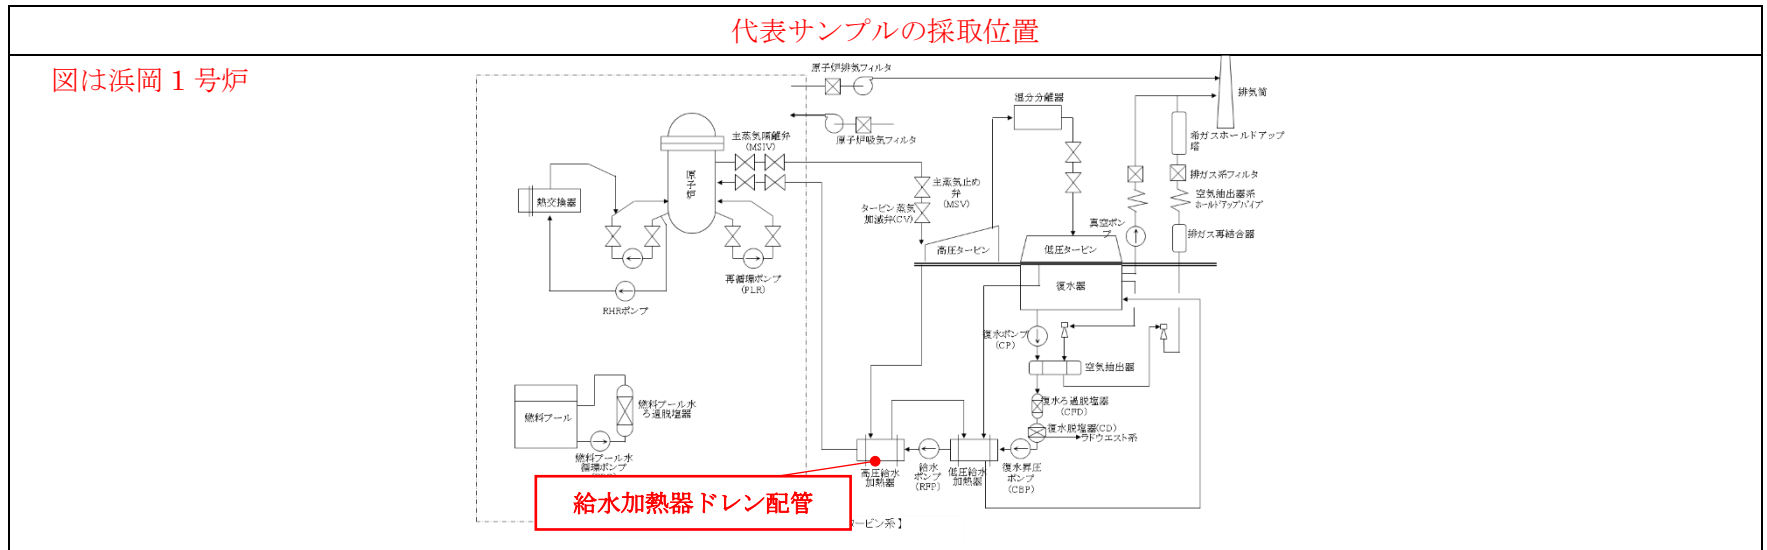 代表サンプルの採取位置
図は浜岡1号炉
原子炉排気フィルタ
原子炉吸気フィルタ
湿分分離器
排気筒
希ガスホールドアップ
塔
主蒸気隔離弁
(MSIV)
原子炉
熱交換器
主蒸気止め
弁
(MSV)
タービン蒸気
加減弁(CV)
排ガス系フィルタ
空気抽出器系
ホールドアップパイプ
真空ポン
プ
排ガス再結合器
高圧タービン
低圧タービン
再循環ポンプ
(PLR)
復水器
RHRポンプ
復水ポンプ
(CP)
空気抽出器
燃料プール
燃料プール水
ろ過脱塩器
復水ろ過脱塩器
(CFD)
復水脱塩器(CD)
ラドウエスト系
燃料プール水
循環ポンプ
高圧給水
加熱器
給水
ポンプ
(RFP)
低圧給水
加熱器
復水昇圧
ポンプ
(CBP)
給水加熱器ドレン配管
タービン系】